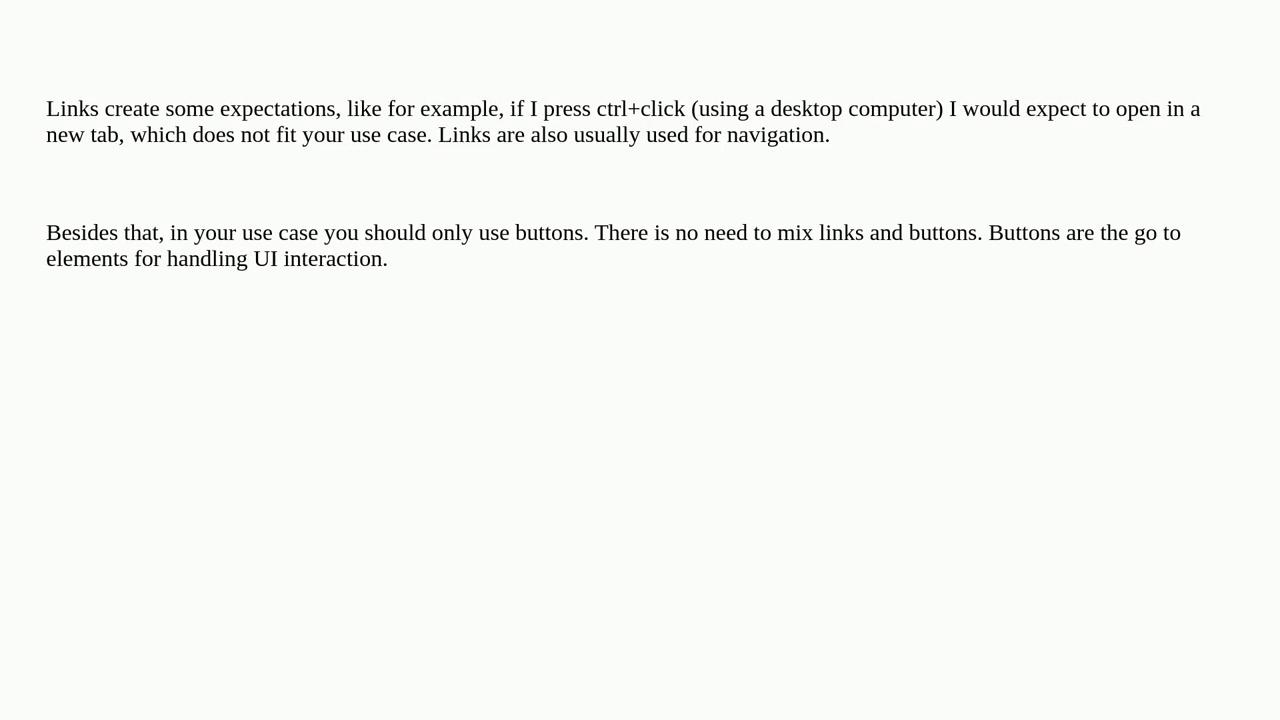 Links create some expectations, like for example, if I press ctrl+click (using a desktop computer) I would expect to open in a
new tab, which does not fit your use case. Links are also usually used for navigation.
Besides that, in your use case you should only use buttons. There is no need to mix links and buttons. Buttons are the go to
elements for handling UI interaction.